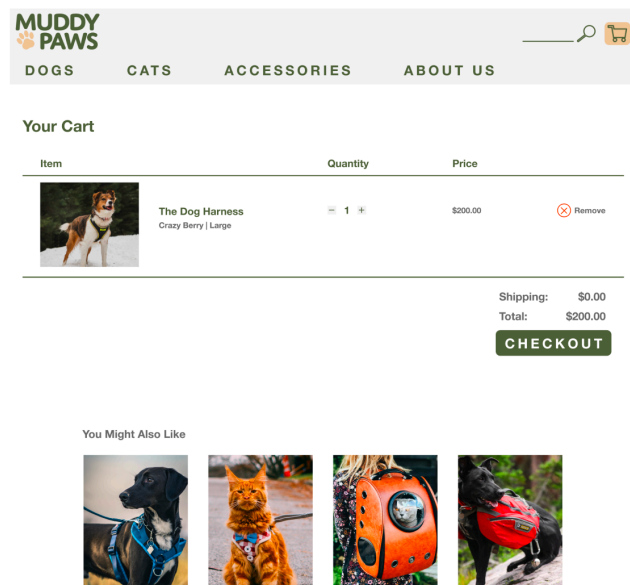 MUDDY
PAWS
DOGS CATS ACCESSORIES ABOUT US
Your Cart
Item Quantity Price
The Dog Harness − 1 + $200.00 Remove
Crazy Berry | Large
Shipping: $0.00
Total: $200.00
CHECKOUT
You Might Also Like